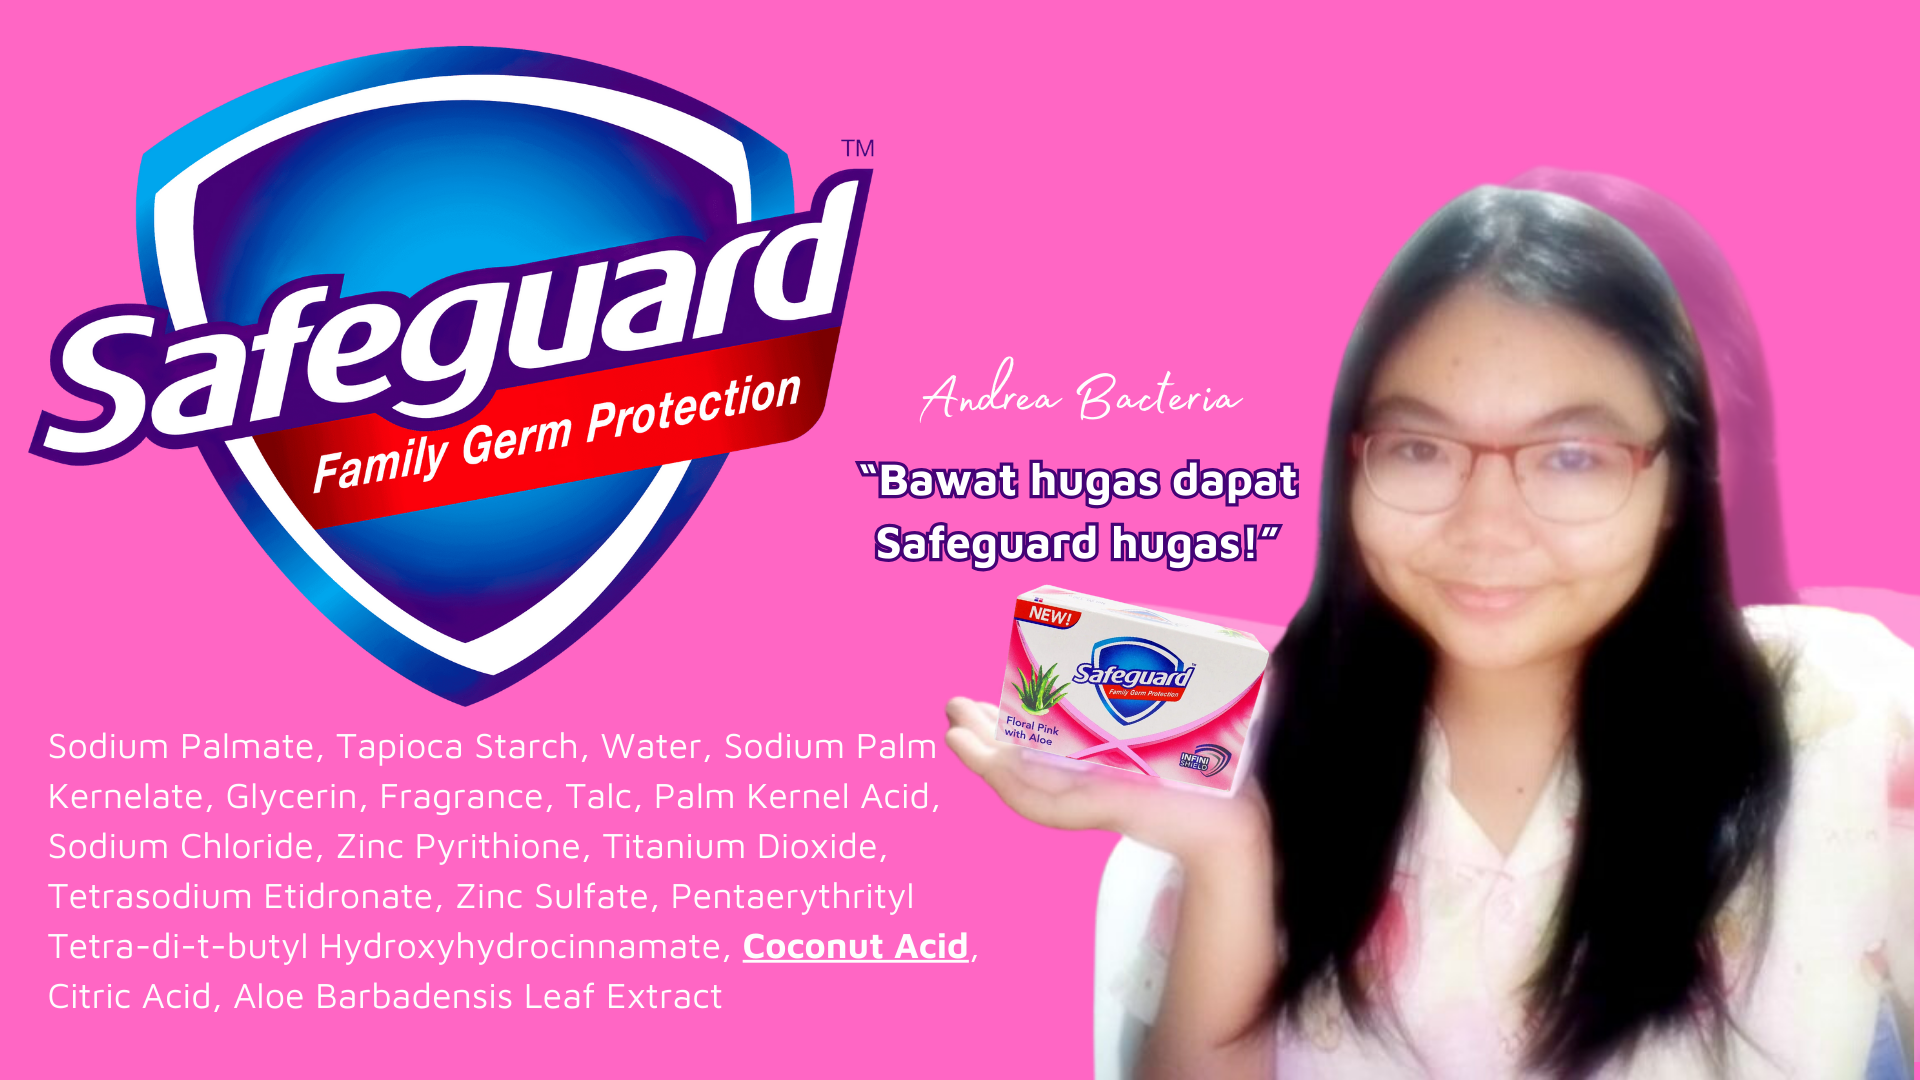 TM
Safeguard
Family Germ Protection
Andrea Bacteria
“Bawat hugas dapat
Safeguard hugas!”
NEW!
Safeguard
Family Germ Protection
Floral Pink
with Aloe
INFINI
SHIELD
Sodium Palmate, Tapioca Starch, Water, Sodium Palm
Kernelate, Glycerin, Fragrance, Talc, Palm Kernel Acid,
Sodium Chloride, Zinc Pyrithione, Titanium Dioxide,
Tetrasodium Etidronate, Zinc Sulfate, Pentaerythrityl
Tetra-di-t-butyl Hydroxyhydrocinnamate, Coconut Acid,
Citric Acid, Aloe Barbadensis Leaf Extract